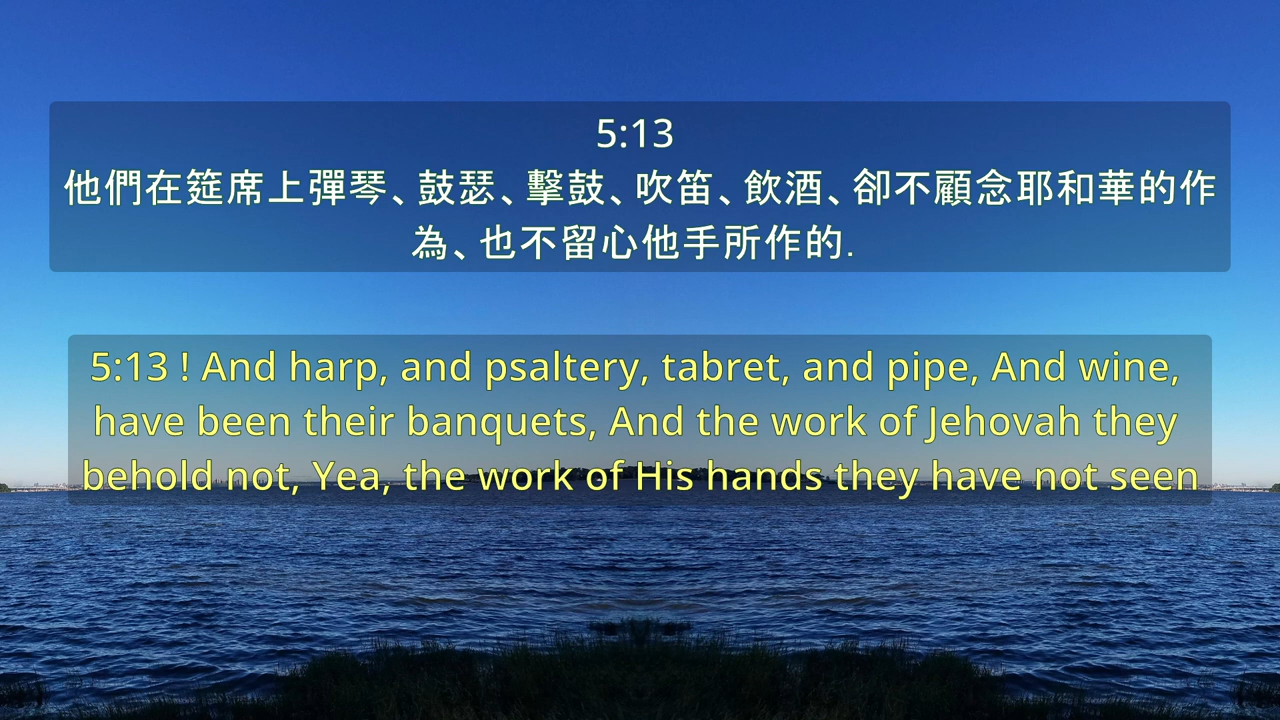 5:13
他們在筵席上彈琴、鼓瑟、擊鼓、吹笛、飲酒、卻不顧念耶和華的作
為、也不留心他手所作的.
5:13 ! And harp, and psaltery, tabret, and pipe, And wine,
have been their banquets, And the work of Jehovah they
behold not, Yea, the work of His hands they have not seen